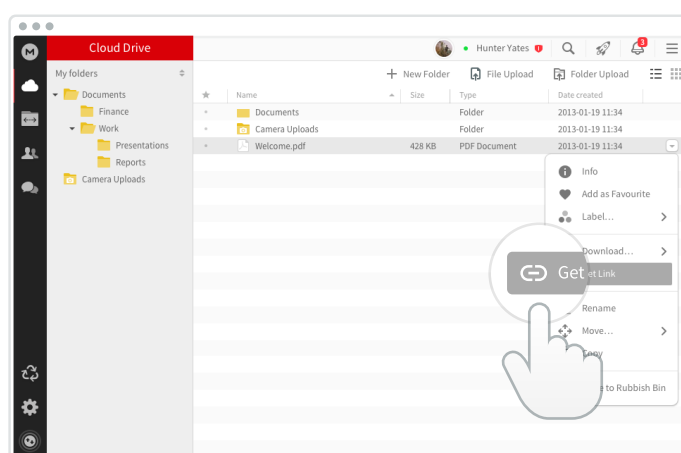 M
Cloud Drive
Hunter Yates
3
My folders
New Folder
File Upload
Folder Upload
Documents
Finance
Work
Presentations
Reports
Camera Uploads
Name
Size
Type
Date created
Documents
Folder
2013-01-19 11:34
Camera Uploads
Folder
2013-01-19 11:34
Welcome.pdf
428 KB
PDF Document
2013-01-19 11:34
Info
Add as Favourite
Label…
Download…
Get
Link
Rename
Move…
Copy
to Rubbish Bin